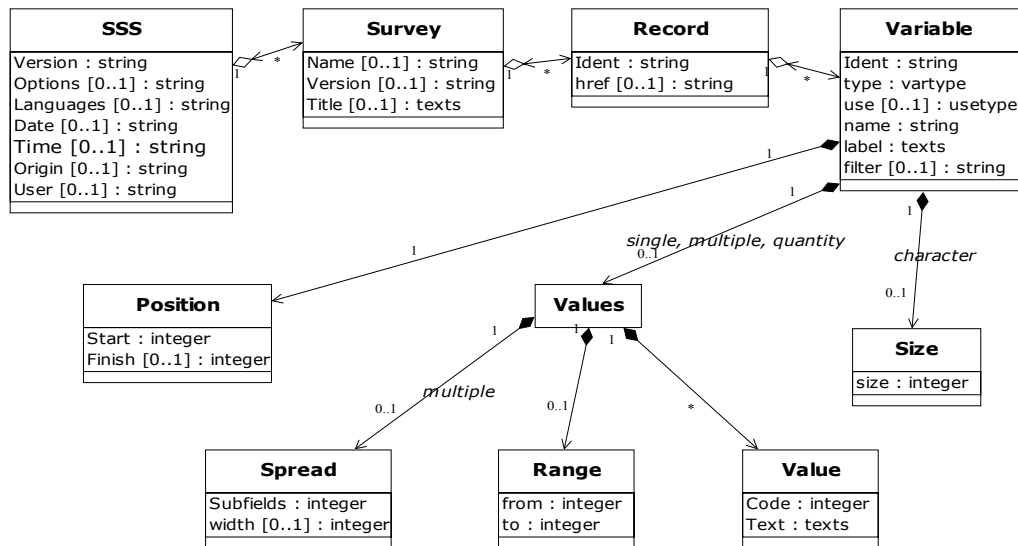 SSS
Version : string
Options [0..1] : string
Languages [0..1] : string
Date [0..1] : string
Time [0..1] : string
Origin [0..1] : string
User [0..1] : string
1
*
Survey
Name [0..1] : string
Version [0..1] : string
Title [0..1] : texts
1
*
Record
Ident : string
href [0..1] : string
1
*
Variable
Ident : string
type : vartype
use [0..1] : usetype
name : string
label : texts
filter [0..1] : string
1
1
1
single, multiple, quantity
0..1
1
character
0..1
Position
Start : integer
Finish [0..1] : integer
Values
Size
size : integer
1
multiple
0..1
1
0..1
1
*
Spread
Subfields : integer
width [0..1] : integer
Range
from : integer
to : integer
Value
Code : integer
Text : texts